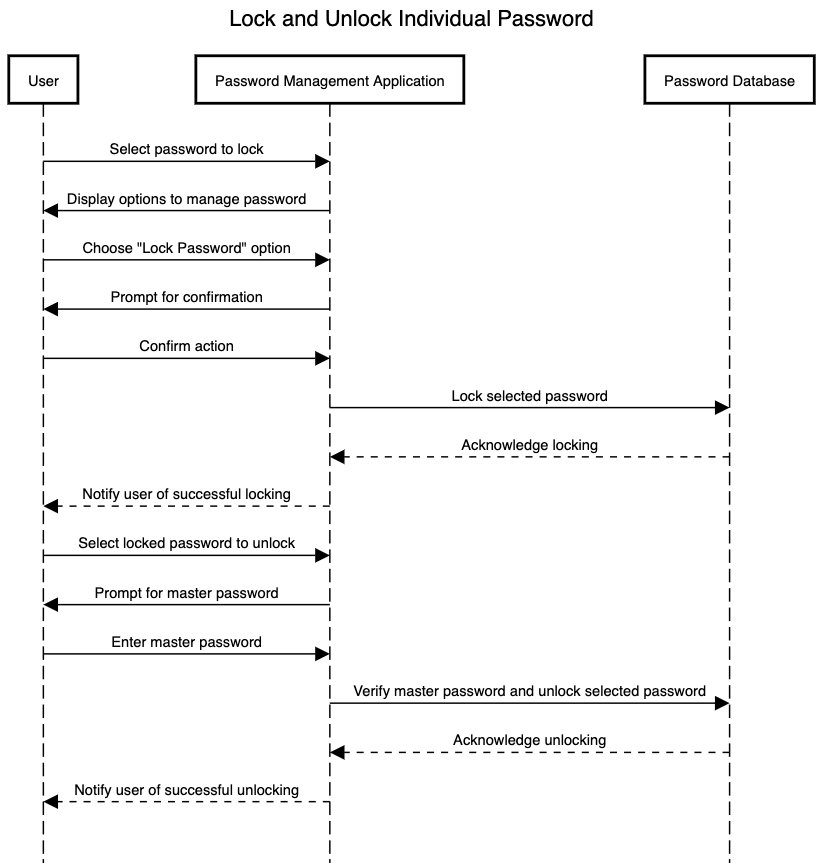 Lock and Unlock Individual Password
User
Password Management Application
Password Database
Select password to lock
Display options to manage password
Choose "Lock Password" option
Prompt for confirmation
Confirm action
Lock selected password
Acknowledge locking
Notify user of successful locking
Select locked password to unlock
Prompt for master password
Enter master password
Verify master password and unlock selected password
Acknowledge unlocking
Notify user of successful unlocking